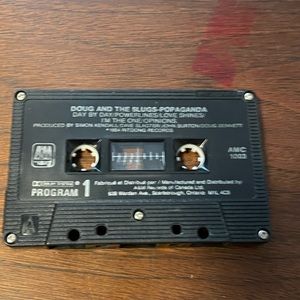 DOUG AND THE SLUGS-POPAGANDA
DAY BY DAY/POWERLINES/LOVE SHINES/
I'M THE ONE/OPINIONS.
PRODUCED BY SIMON KENDALL/DAVE SLAGTER/JOHN BURTON/DOUG BENNETT
1984 RITDONG RECORDS
AMC
1003
A&M
DOLBY SYSTEM
PROGRAM 1
Fabriqué et Distribué par / Manufactured and Distributed by
A&M Records of Canada Ltd.
939 Warden Ave., Scarborough, Ontario M1L 4C5
A